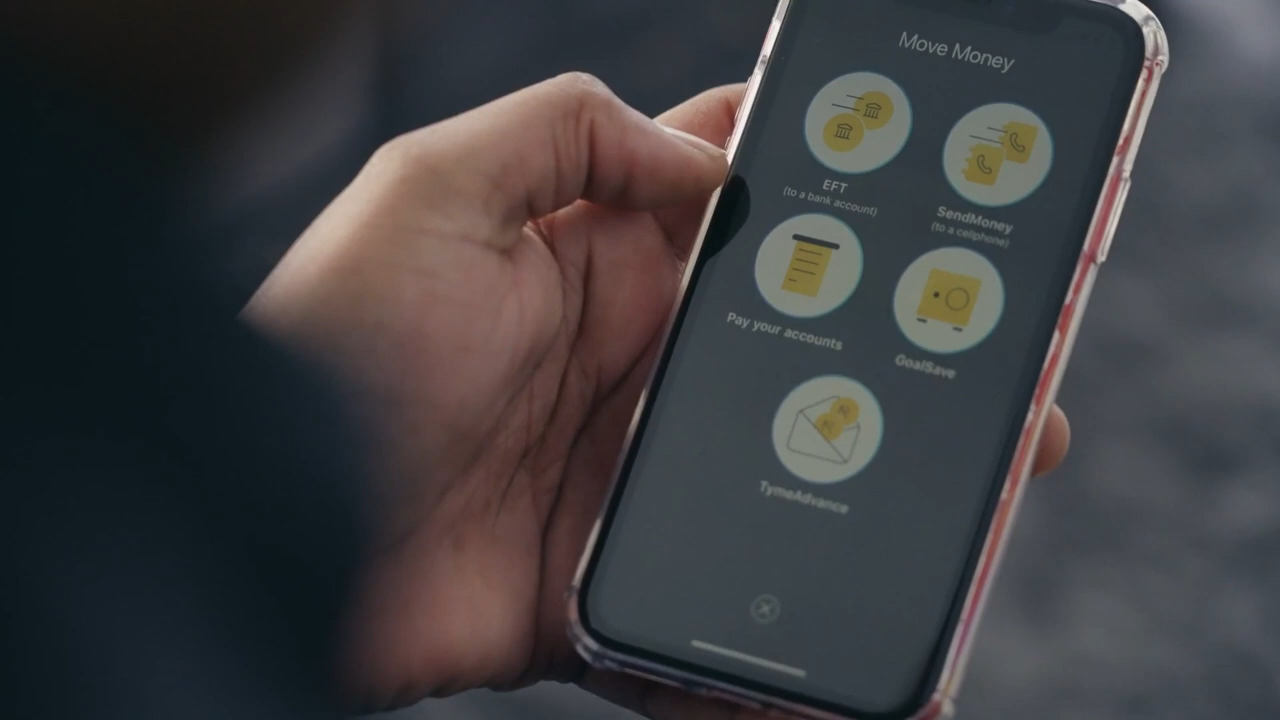 Move Money
EFT
(to a bank account)
SendMoney
(to a cellphone)
Pay your accounts
GoalSave
TymeAdvance